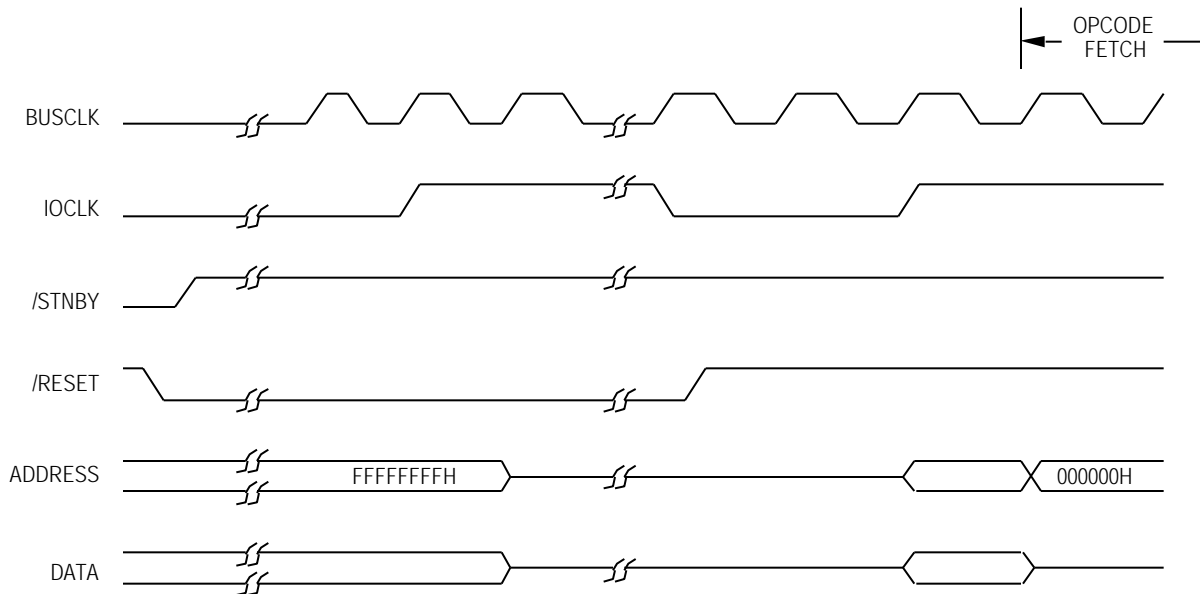 OPCODE
FETCH
BUSCLK
IOCLK
/STNBY
/RESET
ADDRESS
FFFFFFFFH
000000H
DATA